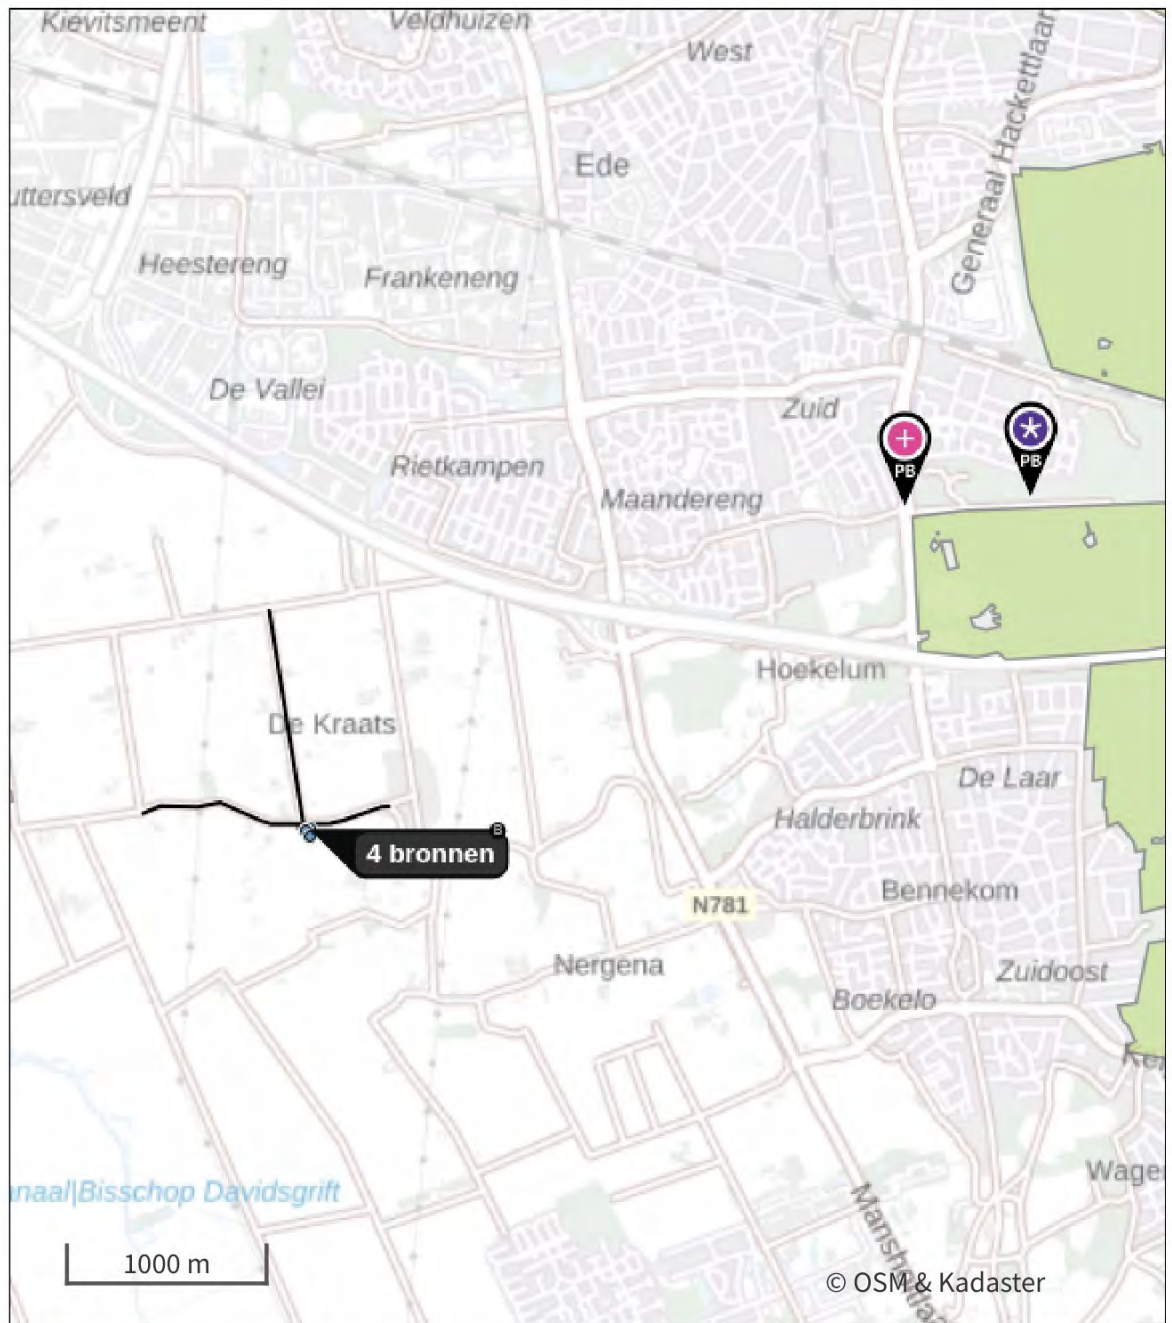 Kievitsmeent
Veldhuizen
West
Generaal Hackettlaan
Ede
uttersveld
Heestereng
Frankeneng
De Vallei
Zuid
PB
PB
Rietkampen
Maandereng
Hoekelum
De Kraats
De Laar
Halderbrink
B
4 bronnen
Bennekom
N781
Nergena
Zuidoost
Boekelo
Wage
naal|Bisschop Davidsgrift
1000 m
© OSM & Kadaster